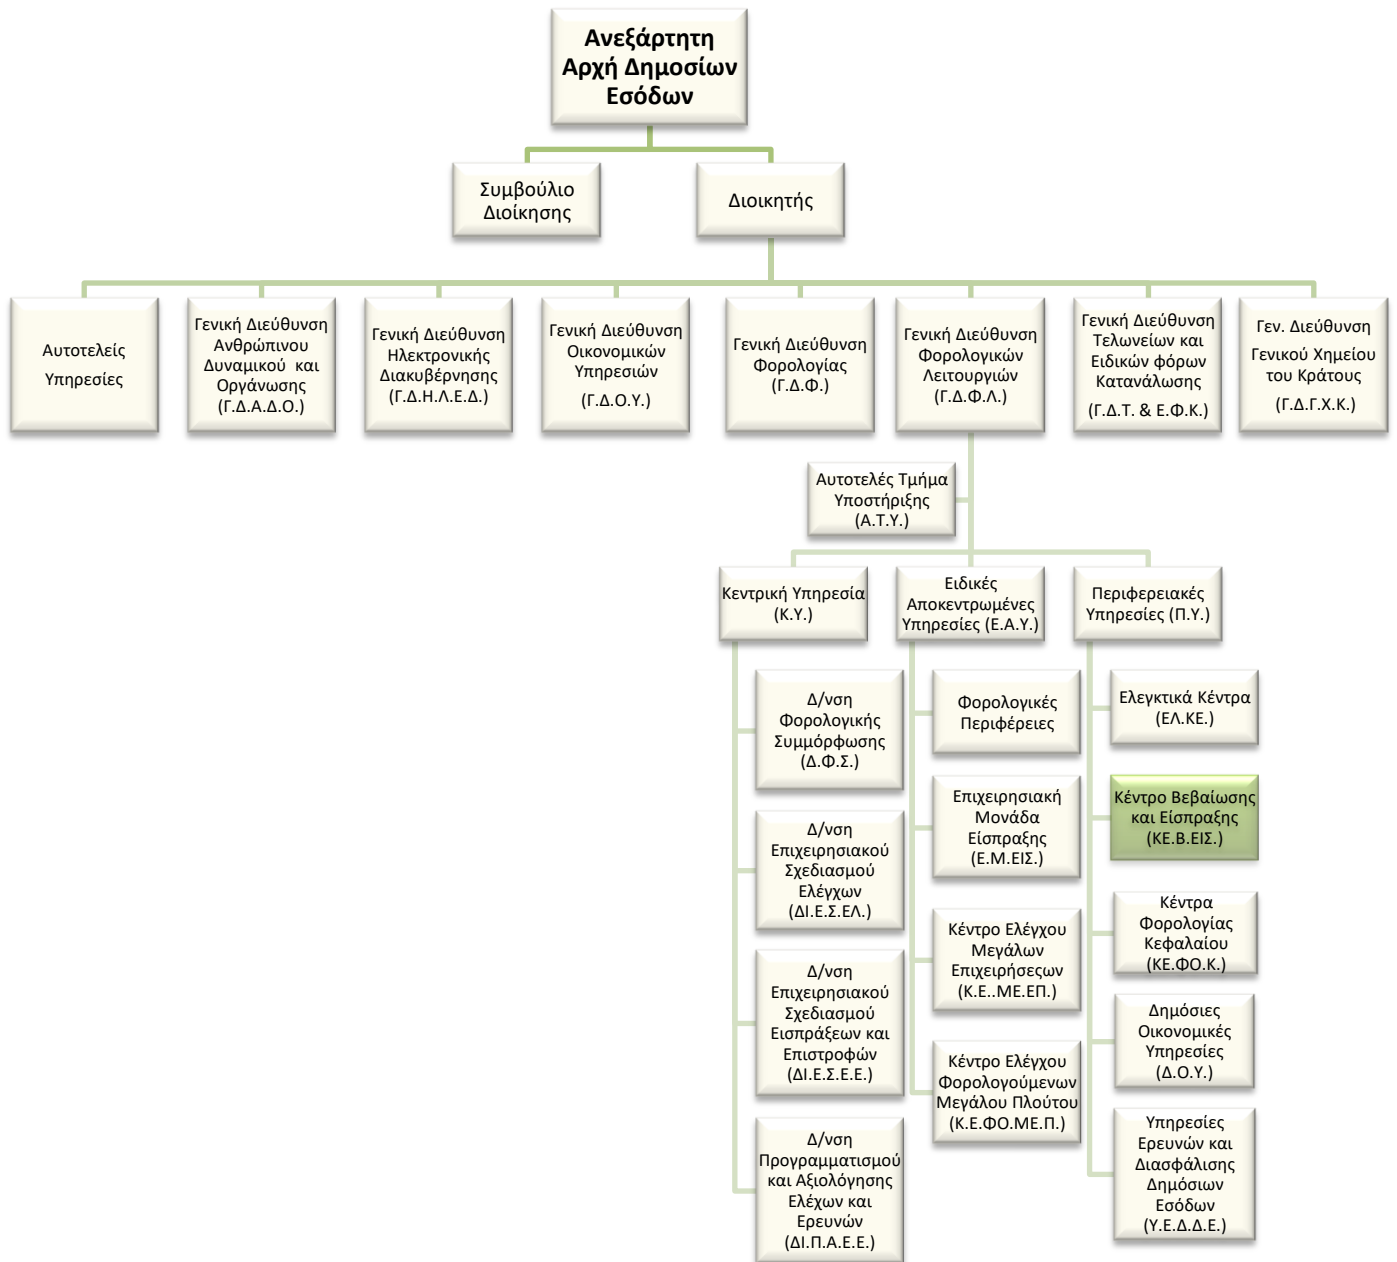 Ανεξάρτητη
Αρχή Δημοσίων
Εσόδων
Συμβούλιο
Διοίκησης
Διοικητής
Αυτοτελείς
Υπηρεσίες
Γενική Διεύθυνση
Ανθρώπινου
Δυναμικού και
Οργάνωσης
(Γ.Δ.Α.Δ.Ο.)
Γενική Διεύθυνση
Ηλεκτρονικής
Διακυβέρνησης
(Γ.Δ.Η.Λ.Ε.Δ.)
Γενική Διεύθυνση
Οικονομικών
Υπηρεσιών
(Γ.Δ.Ο.Υ.)
Γενική Διεύθυνση
Φορολογίας
(Γ.Δ.Φ.)
Γενική Διεύθυνση
Φορολογικών
Λειτουργιών
(Γ.Δ.Φ.Λ.)
Γενική Διεύθυνση
Τελωνείων και
Ειδικών φόρων
Κατανάλωσης
(Γ.Δ.Τ. & Ε.Φ.Κ.)
Γεν. Διεύθυνση
Γενικού Χημείου
του Κράτους
(Γ.Δ.Γ.Χ.Κ.)
Αυτοτελές Τμήμα
Υποστήριξης
(Α.Τ.Υ.)
Κεντρική Υπηρεσία
(Κ.Υ.)
Δ/νση
Φορολογικής
Συμμόρφωσης
(Δ.Φ.Σ.)
Δ/νση
Επιχειρησιακού
Σχεδιασμού
Ελέγχων
(ΔΙ.Ε.Σ.ΕΛ.)
Δ/νση
Επιχειρησιακού
Σχεδιασμού
Εισπράξεων και
Επιστροφών
(ΔΙ.Ε.Σ.Ε.Ε.)
Δ/νση
Προγραμματισμού
και Αξιολόγησης
Ελέχων και
Ερευνών
(ΔΙ.Π.Α.Ε.Ε.)
Ειδικές
Αποκεντρωμένες
Υπηρεσίες (Ε.Α.Υ.)
Φορολογικές
Περιφέρειες
Επιχειρησιακή
Μονάδα
Είσπραξης
(Ε.Μ.ΕΙΣ.)
Κέντρο Ελέγχου
Μεγάλων
Επιχειρήσεςων
(Κ.Ε..ΜΕ.ΕΠ.)
Κέντρο Ελέγχου
Φορολογούμενων
Μεγάλου Πλούτου
(Κ.Ε.ΦΟ.ΜΕ.Π.)
Περιφερειακές
Υπηρεσίες (Π.Υ.)
Ελεγκτικά Κέντρα
(ΕΛ.ΚΕ.)
Κέντρο Βεβαίωσης
και Είσπραξης
(ΚΕ.Β.ΕΙΣ.)
Κέντρα
Φορολογίας
Κεφαλαίου
(ΚΕ.ΦΟ.Κ.)
Δημόσιες
Οικονομικές
Υπηρεσίες
(Δ.Ο.Υ.)
Υπηρεσίες
Ερευνών και
Διασφάλισης
Δημόσιων
Εσόδων
(Υ.Ε.Δ.Δ.Ε.)